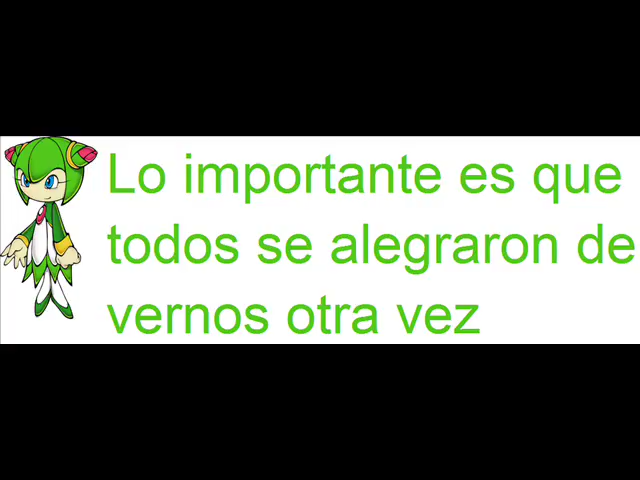 Lo importante es que
todos se alegraron de
vernos otra vez